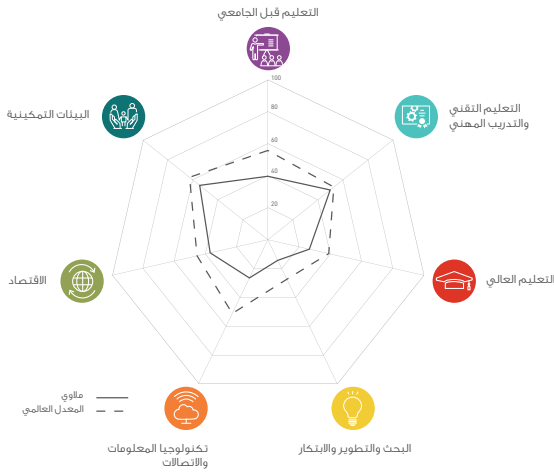 التعليم قبل الجامعي
100
80
60
40
20
التعليم التقني
والتدريب المهني
البيئات التمكينية
التعليم العالي
الاقتصاد
البحث والتطوير والابتكار
تكنولوجيا المعلومات
والاتصالات
ملاوي
المعدل العالمي